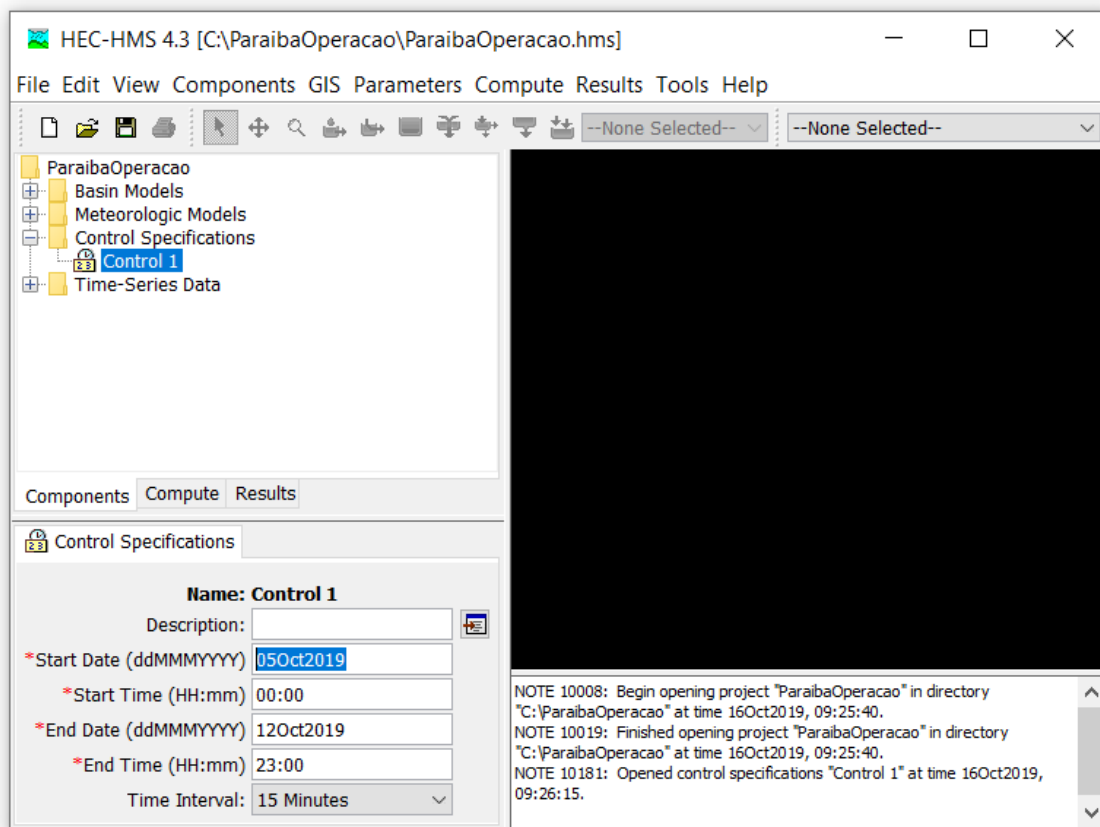 HEC-HMS 4.3 [C:\ParaibaOperacao\ParaibaOperacao.hms]
File Edit View Components GIS Parameters Compute Results Tools Help
--None Selected-- --None Selected--
ParaibaOperacao
Basin Models
Meteorologic Models
Control Specifications
Control 1
Time-Series Data
Components Compute Results
Control Specifications
Name: Control 1
Description:
*Start Date (ddMMMYYYY) 05Oct2019
*Start Time (HH:mm) 00:00
*End Date (ddMMMYYYY) 12Oct2019
*End Time (HH:mm) 23:00
Time Interval: 15 Minutes
NOTE 10008: Begin opening project "ParaibaOperacao" in directory
"C:\ParaibaOperacao" at time 16Oct2019, 09:25:40.
NOTE 10019: Finished opening project "ParaibaOperacao" in directory
"C:\ParaibaOperacao" at time 16Oct2019, 09:25:40.
NOTE 10181: Opened control specifications "Control 1" at time 16Oct2019,
09:26:15.